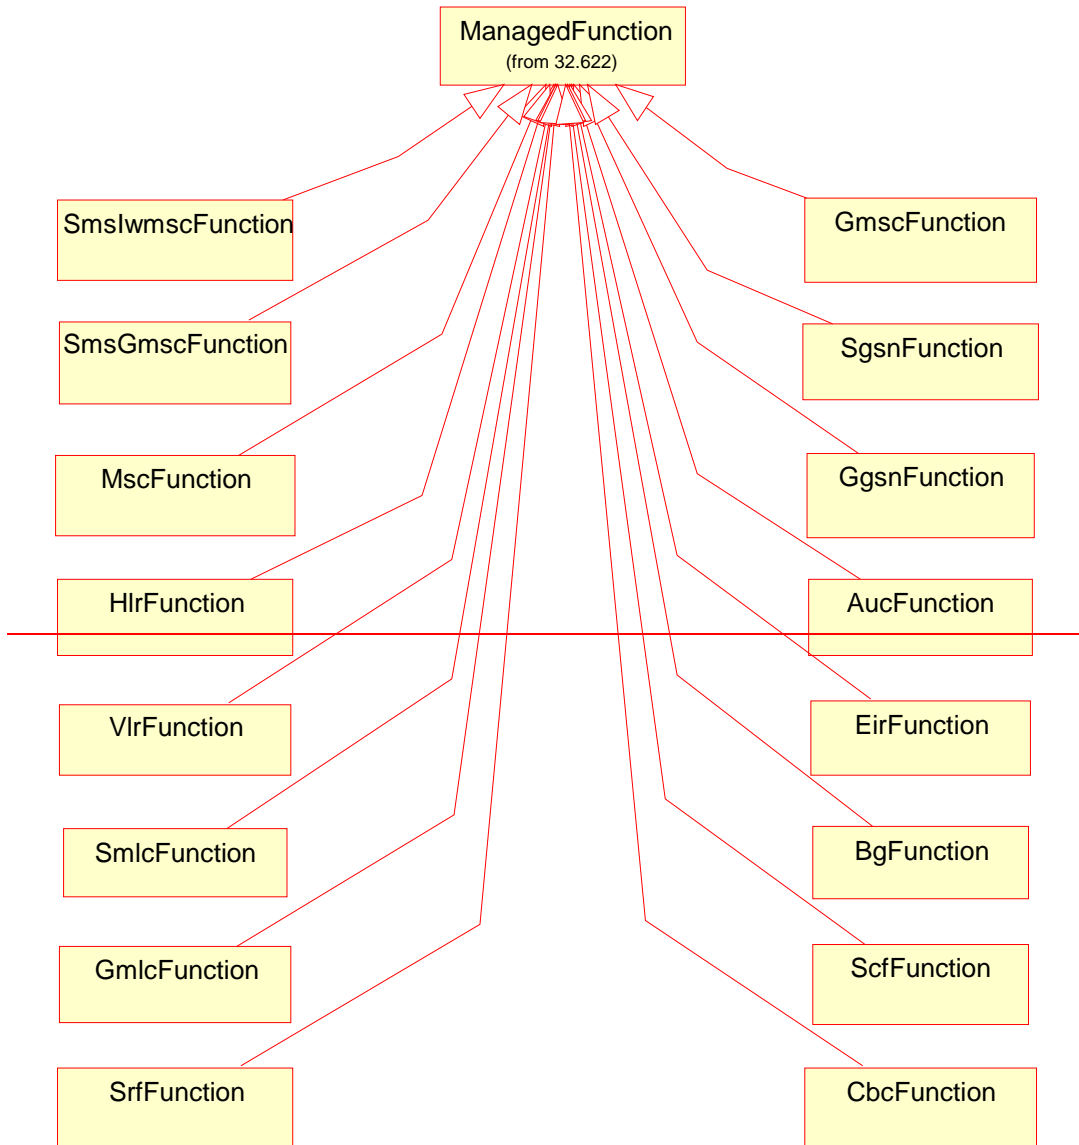 ManagedFunction
(from 32.622)
SmsIwmscFunction
GmscFunction
SmsGmscFunction
SgsnFunction
MscFunction
GgsnFunction
HlrFunction
AucFunction
VlrFunction
EirFunction
SmlcFunction
BgFunction
GmlcFunction
ScfFunction
SrfFunction
CbcFunction